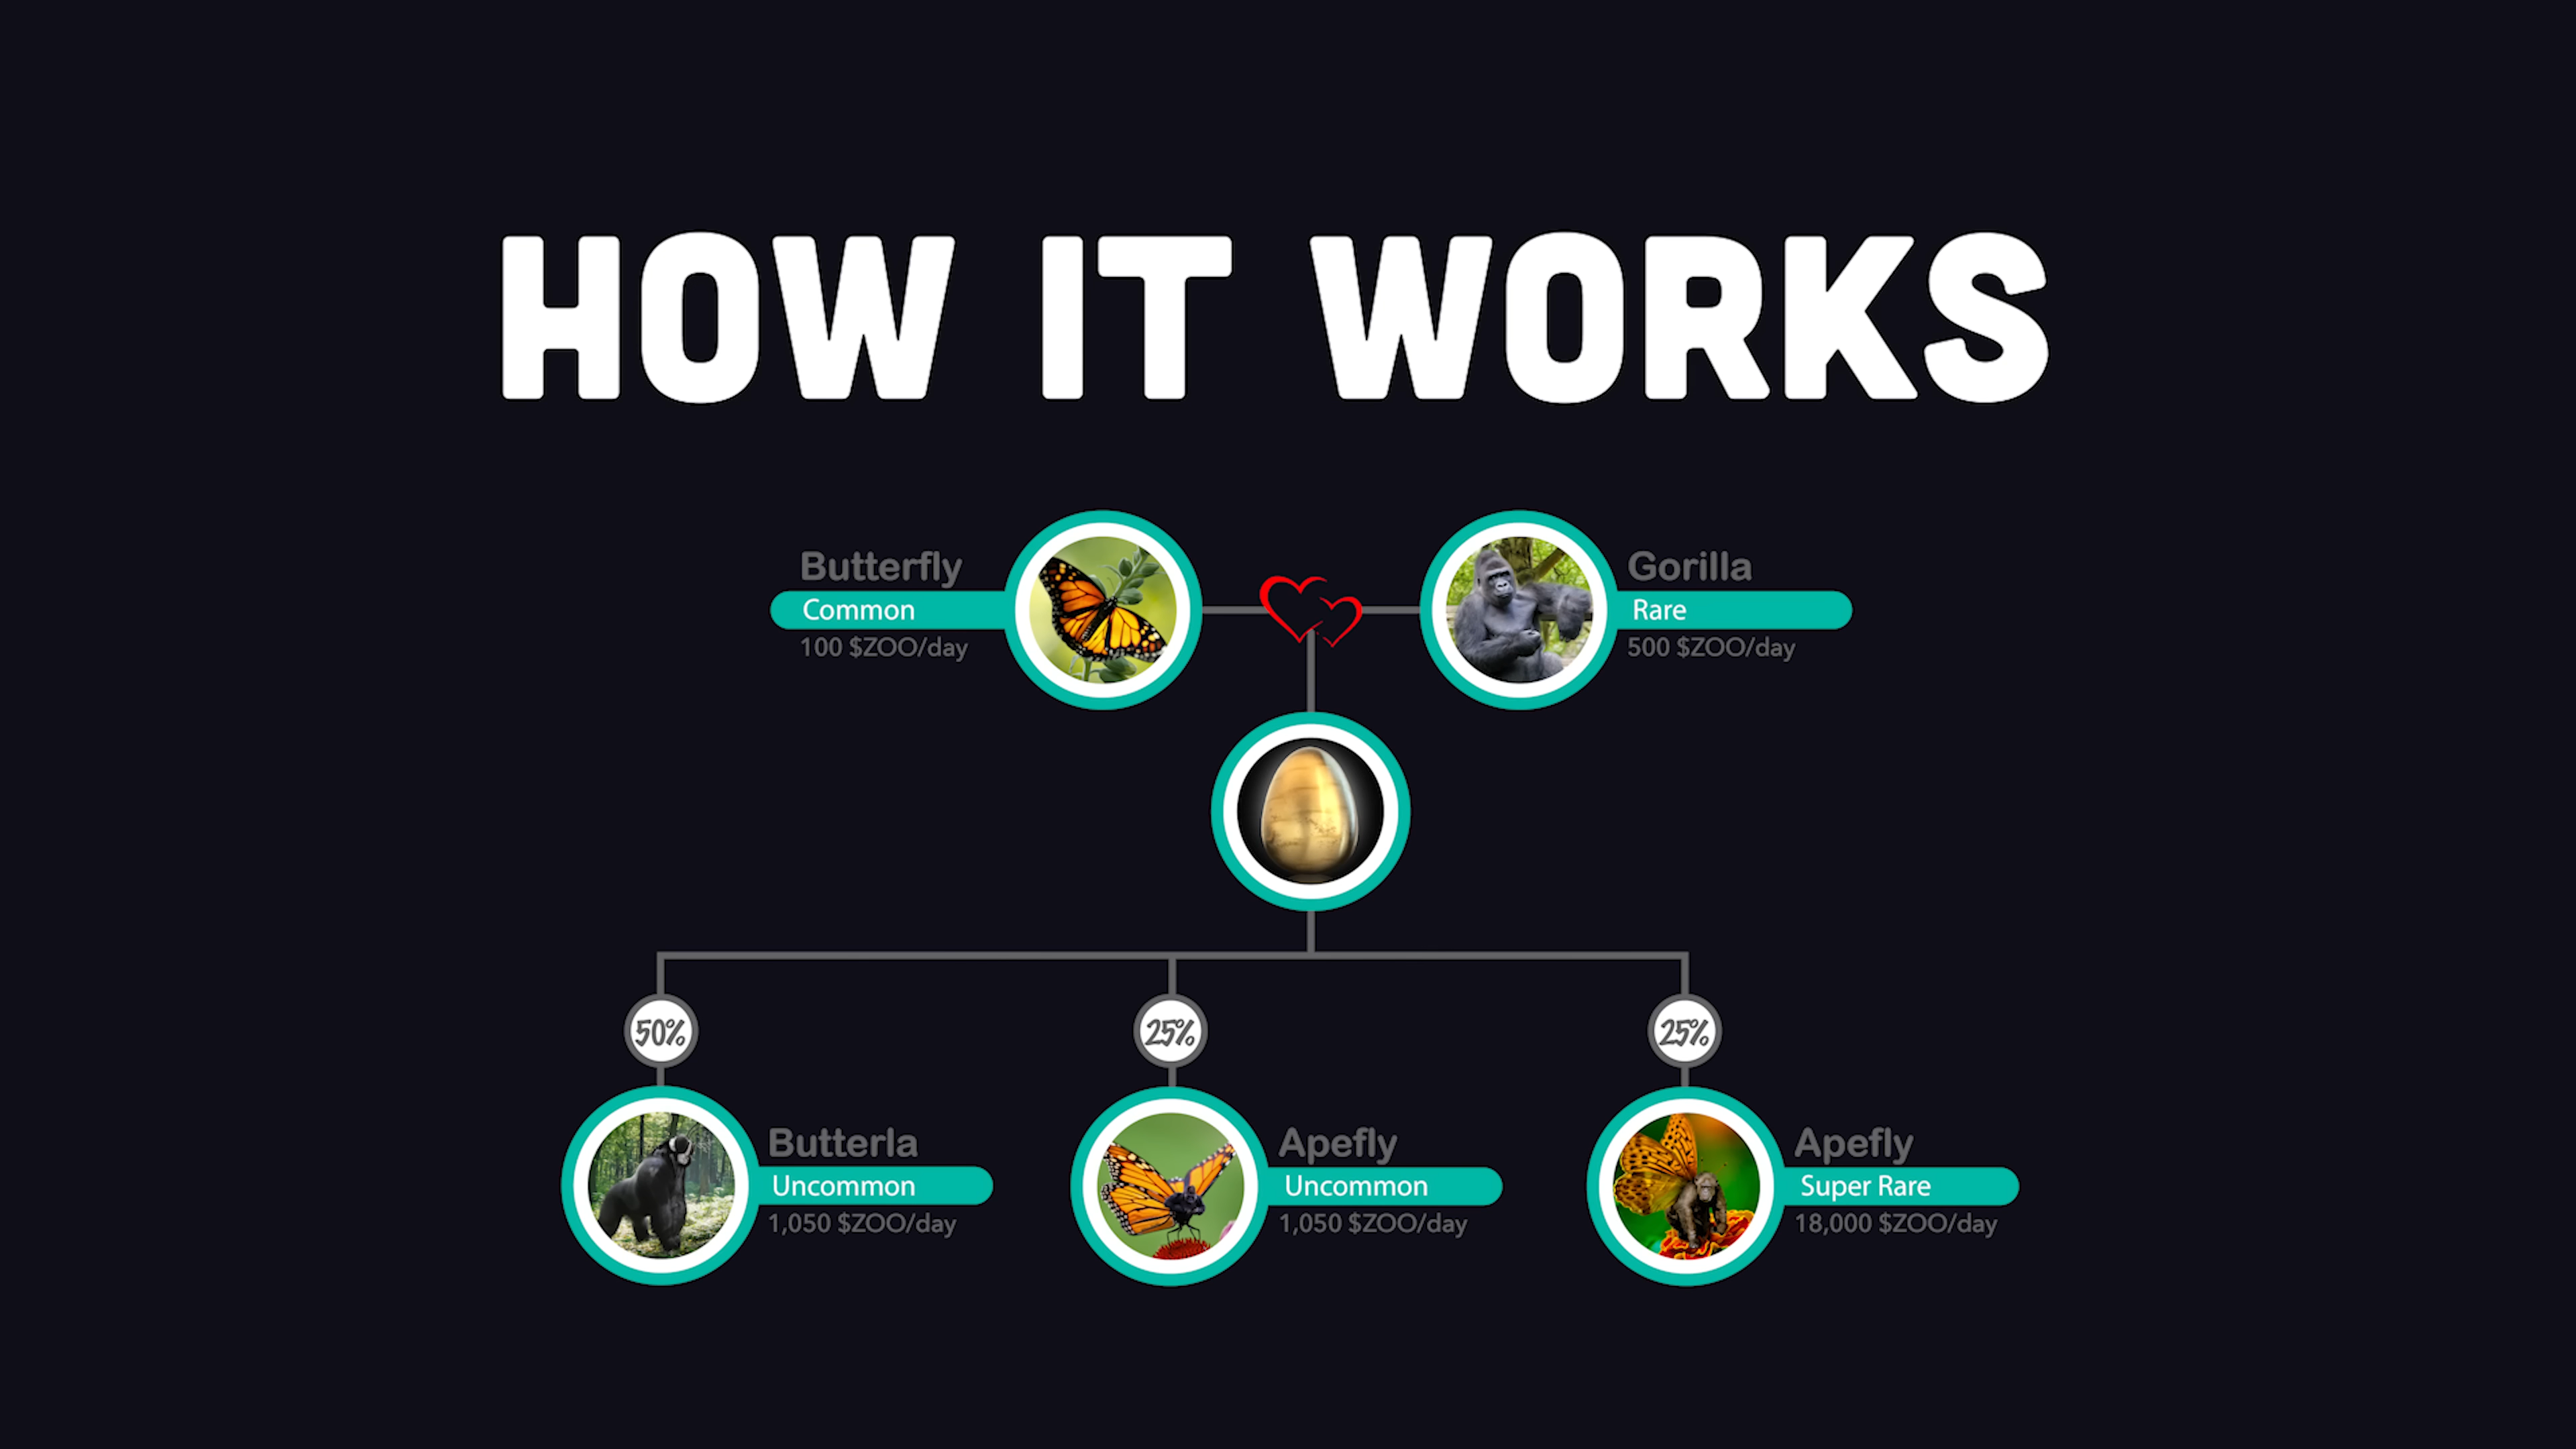 HOW IT WORKS
Butterfly
Common
100 $ZOO/day
Gorilla
Rare
500 $ZOO/day
50%
25%
25%
Butterla
Uncommon
1,050 $ZOO/day
Apefly
Uncommon
1,050 $ZOO/day
Apefly
Super Rare
18,000 $ZOO/day